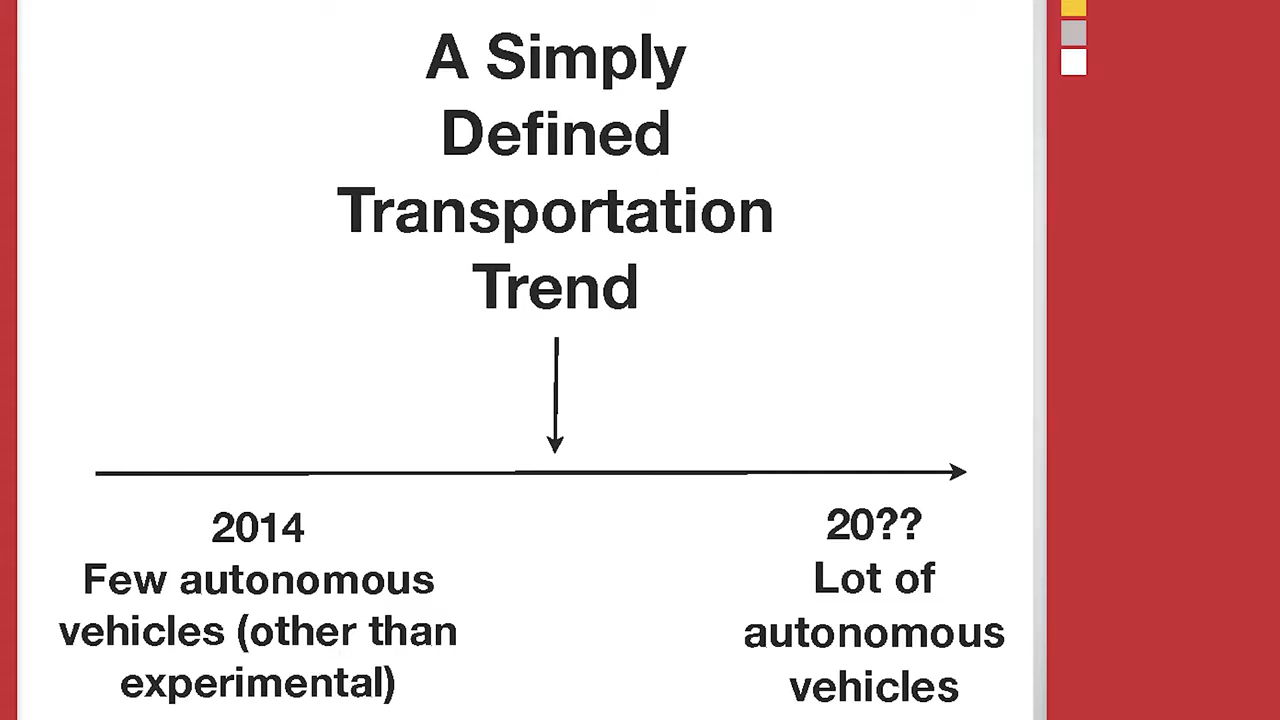 A Simply
Defined
Transportation
Trend
2014
Few autonomous
vehicles (other than
experimental)
20??
Lot of
autonomous
vehicles